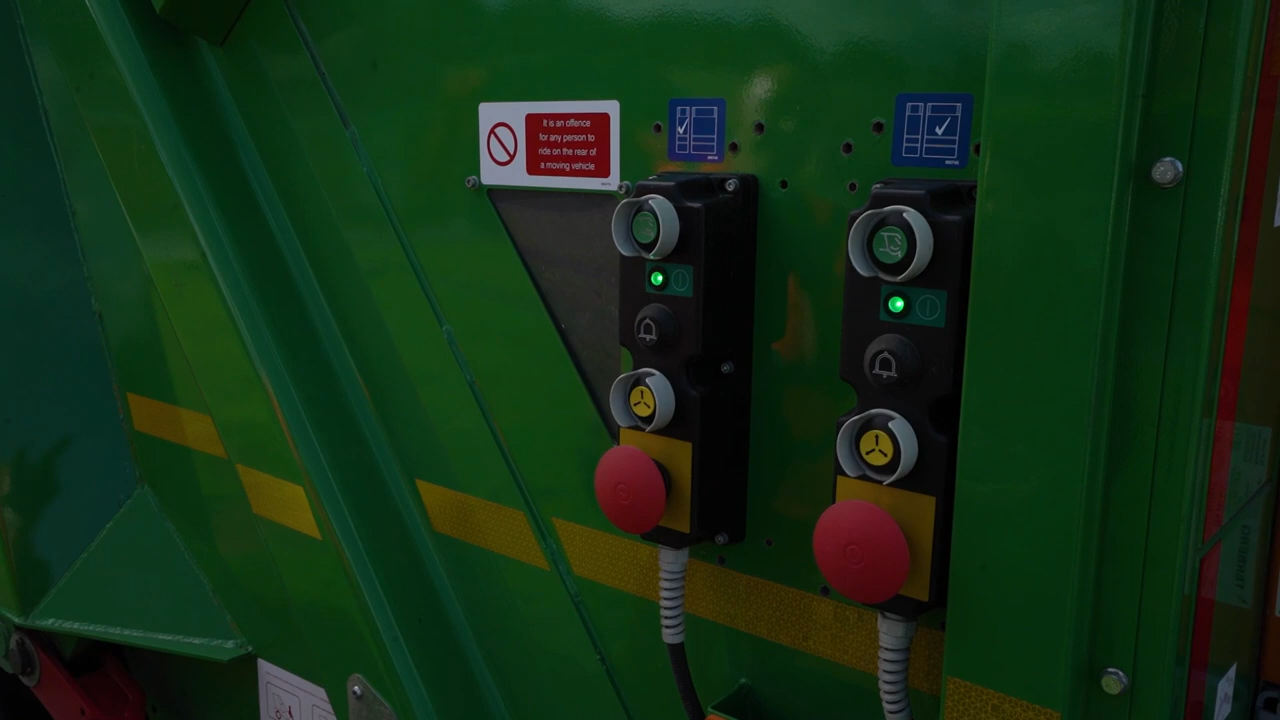 It is an offence
for any person to
ride on the rear of
a moving vehicle